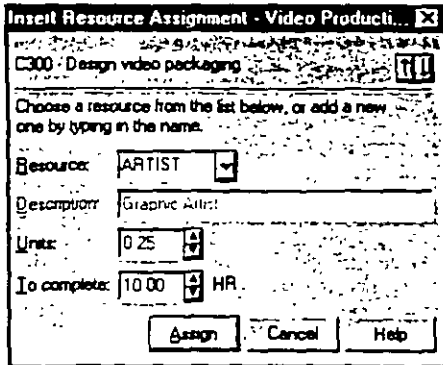 Insert Resource Assignment - Video Producti...
C300 - Design video packaging
Choose a resource from the list below, or add a new
one by typing in the name.
Resource: ARTIST
Description: Graphic Artist
Units: 0.25
To complete: 10.00 HR
Assign Cancel Help